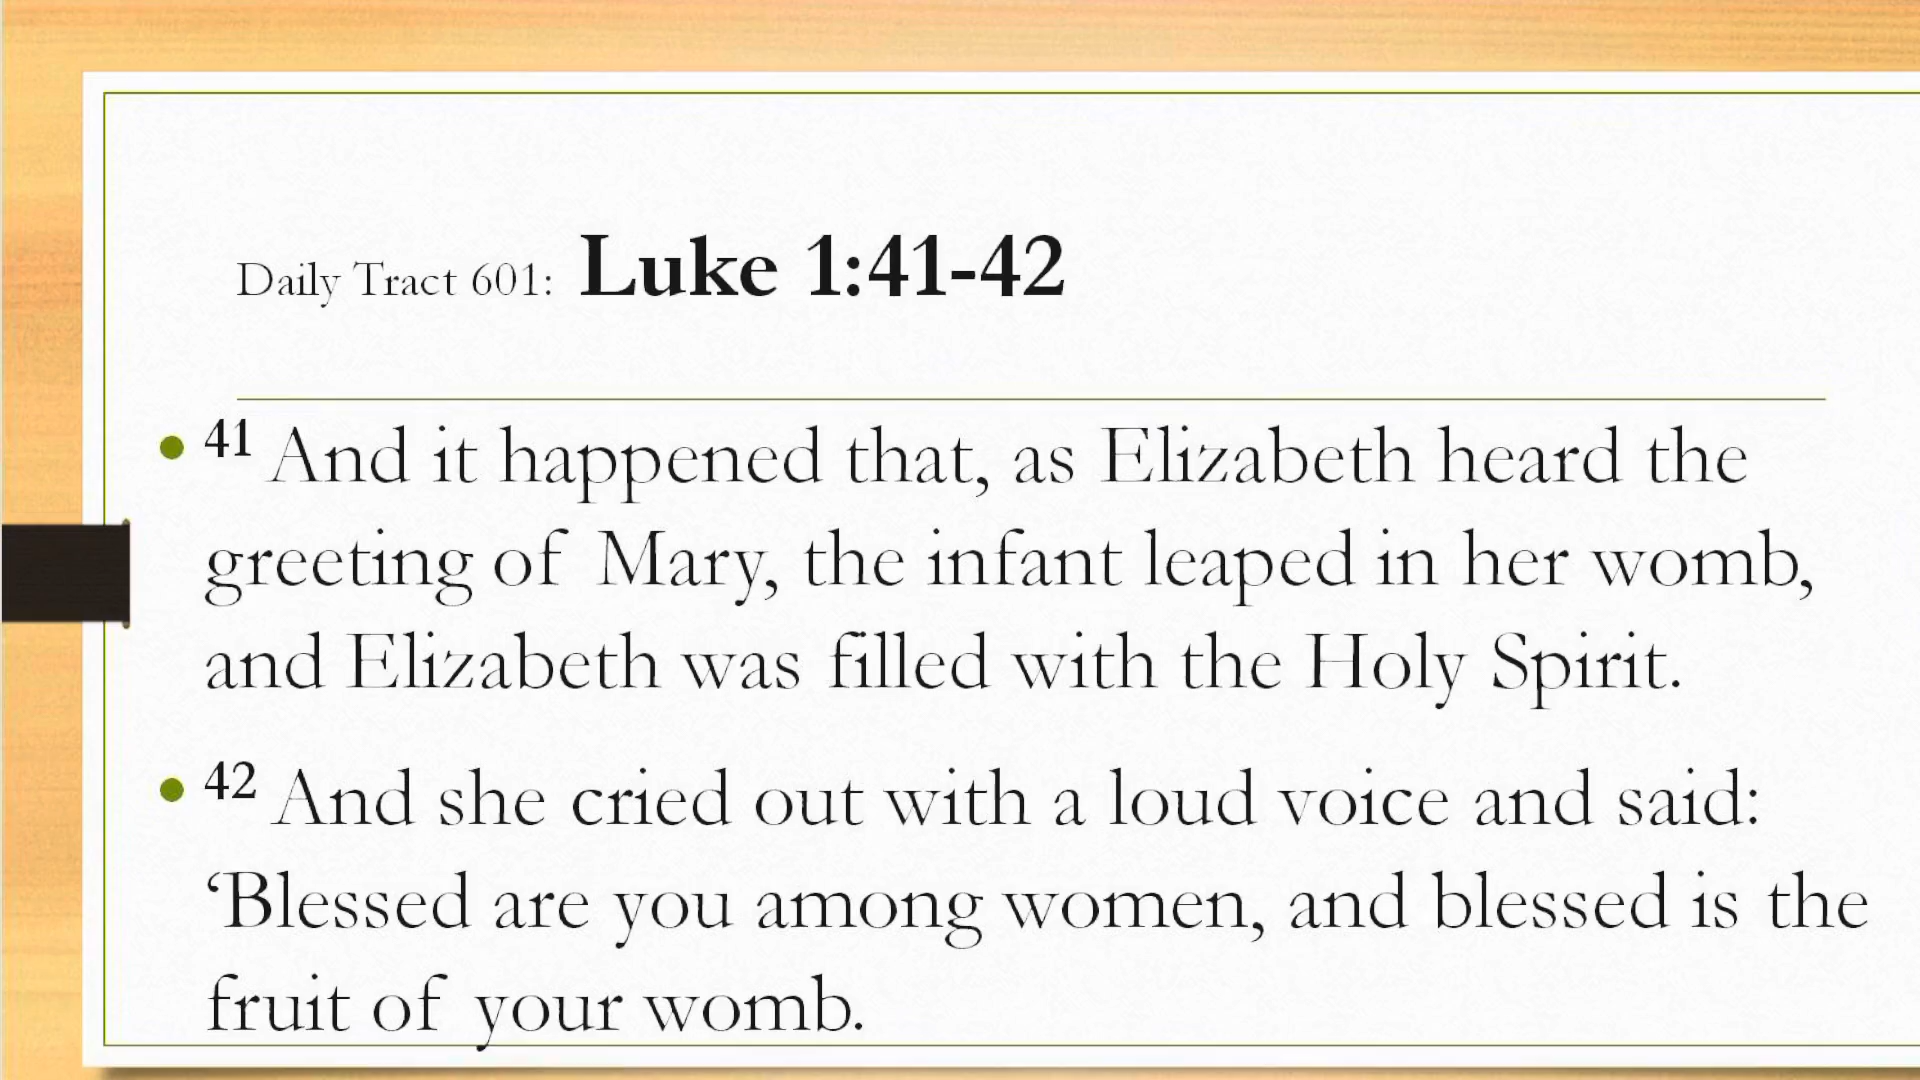 Daily Tract 601: Luke 1:41-42
• 41 And it happened that, as Elizabeth heard the
greeting of Mary, the infant leaped in her womb,
and Elizabeth was filled with the Holy Spirit.
• 42 And she cried out with a loud voice and said:
‘Blessed are you among women, and blessed is the
fruit of your womb.